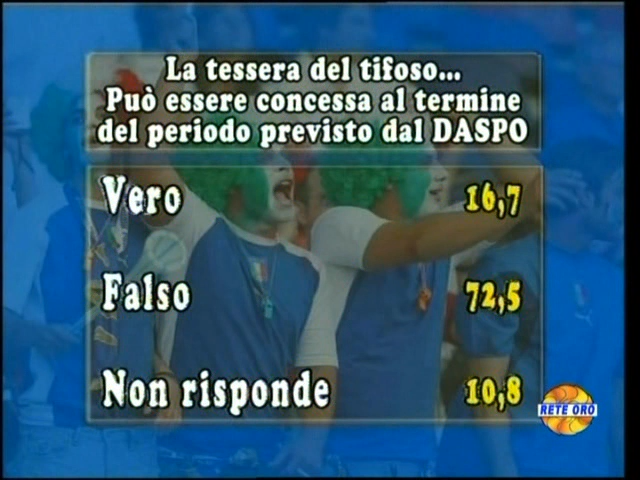 La tessera del tifoso...
Può essere concessa al termine
del periodo previsto dal DASPO
Vero 16,7
Falso 72,5
Non risponde 10,8
RETE ORO